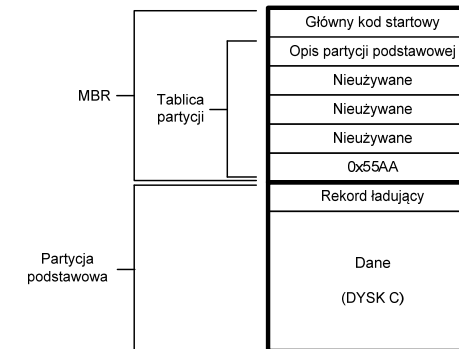 Główny kod startowy
Opis partycji podstawowej
Nieużywane
Nieużywane
Nieużywane
0x55AA
Rekord ładujący
Dane
(DYSK C)
MBR
Tablica
partycji
Partycja
podstawowa